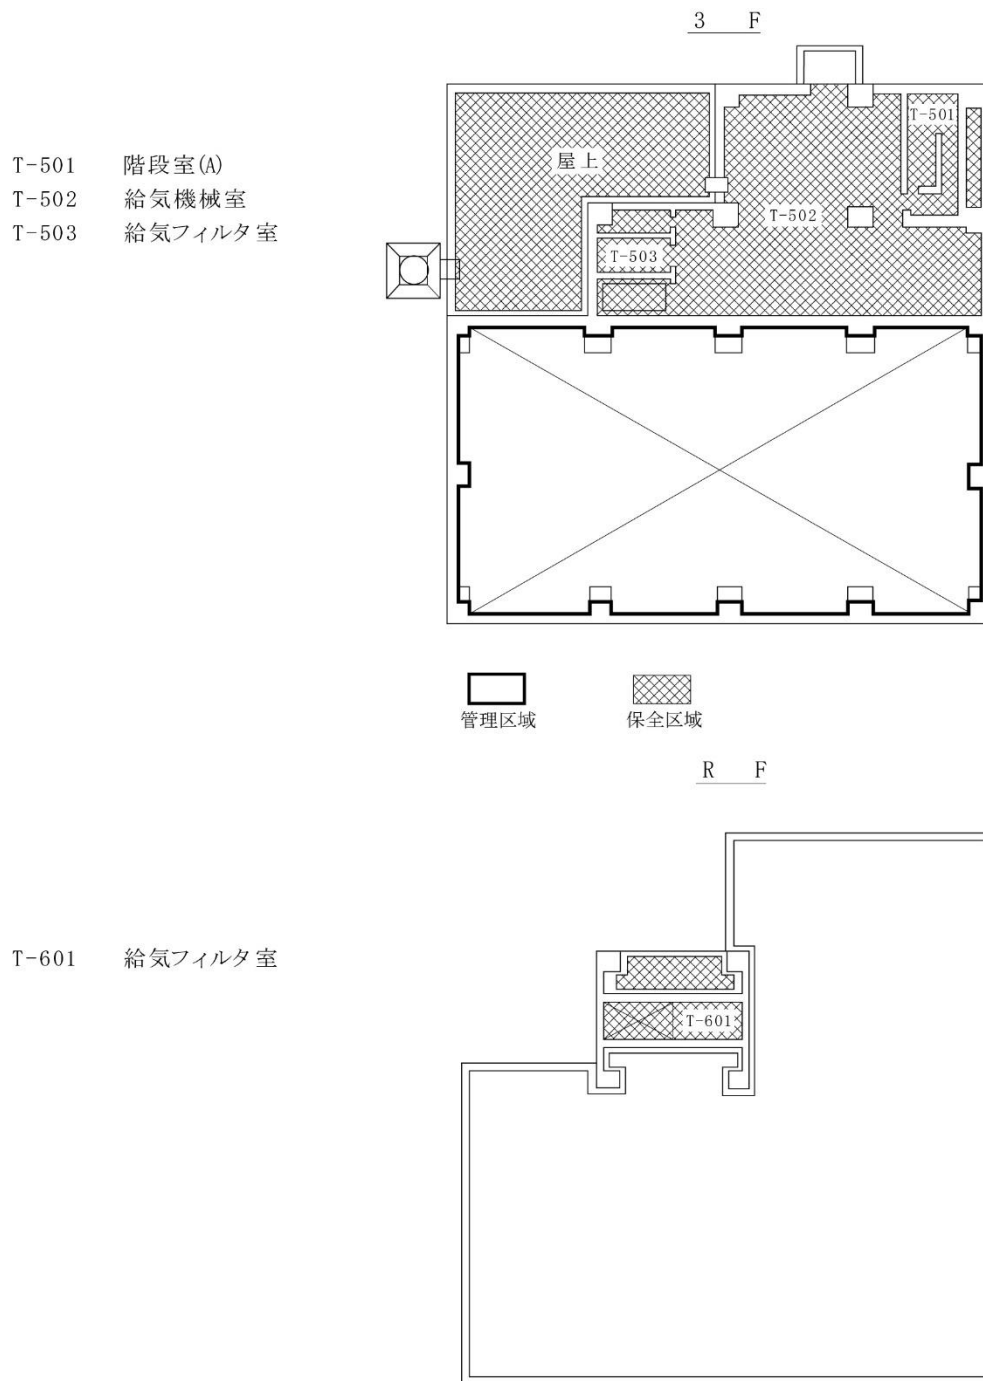 3 F
T-501 階段室(A)
T-502 給気機械室
T-503 給気フィルタ室
T-501
屋上
T-502
T-503
管理区域 保全区域
R F
T-601 給気フィルタ室
T-601